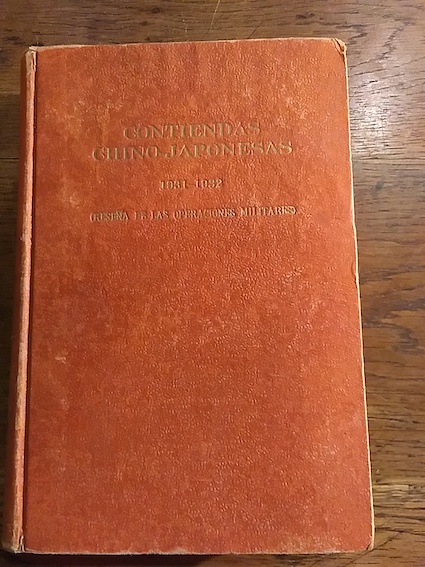 CONTIENDAS
CHINO-JAPONESAS
1931-1932
(RESEÑA DE LAS OPERACIONES MILITARES)